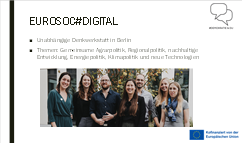 EUROSOC#DIGITAL
Unabhängige Denkwerkstatt in Berlin
Themen: Gemeinsame Agrarpolitik, Regionalpolitik, nachhaltige
Entwicklung, Energiepolitik, Klimapolitik und neue Technologien
Kofinanziert von der
Europäischen Union